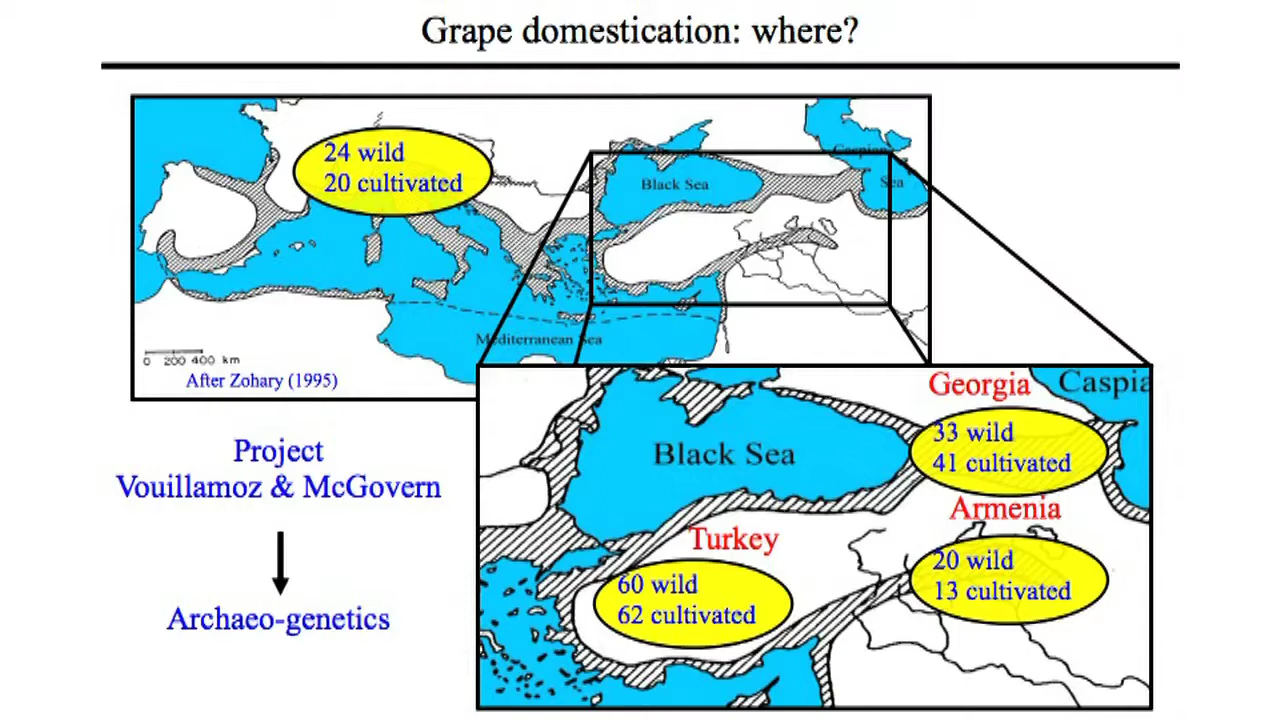 Grape domestication: where?
24 wild
20 cultivated
Black Sea
Caspian
Sea
Mediterranean Sea
0 200 400 km
After Zohary (1995)
Project
Vouillamoz & McGovern
Archaeo-genetics
Georgia
Caspia
33 wild
41 cultivated
Black Sea
Armenia
Turkey
20 wild
13 cultivated
60 wild
62 cultivated